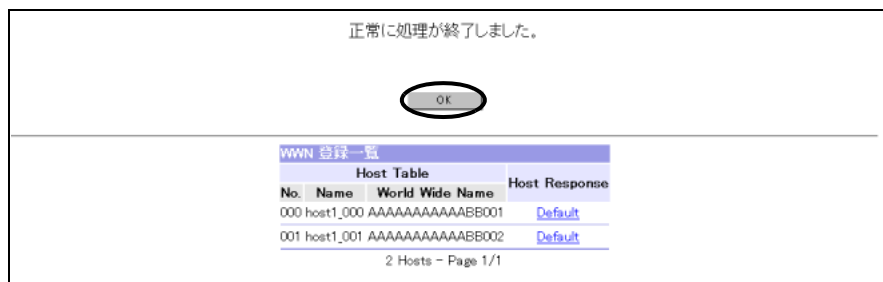 正常に処理が終了しました。
OK
WWN 登録一覧
Host Table
Host Response
No. Name World Wide Name
000 host1_000 AAAAAAAAAAABB001 Default
001 host1_001 AAAAAAAAAAABB002 Default
2 Hosts - Page 1/1